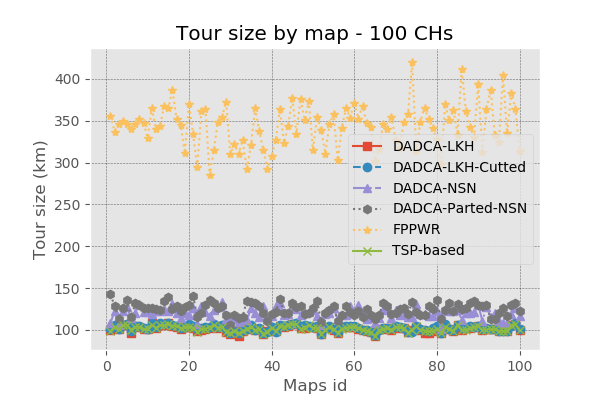 Tour size by map - 100 CHs
Tour size (km)
400
350
300
250
200
150
100
DADCA-LKH
DADCA-LKH-Cutted
DADCA-NSN
DADCA-Parted-NSN
FPPWR
TSP-based
0 20 40 60 80 100
Maps id